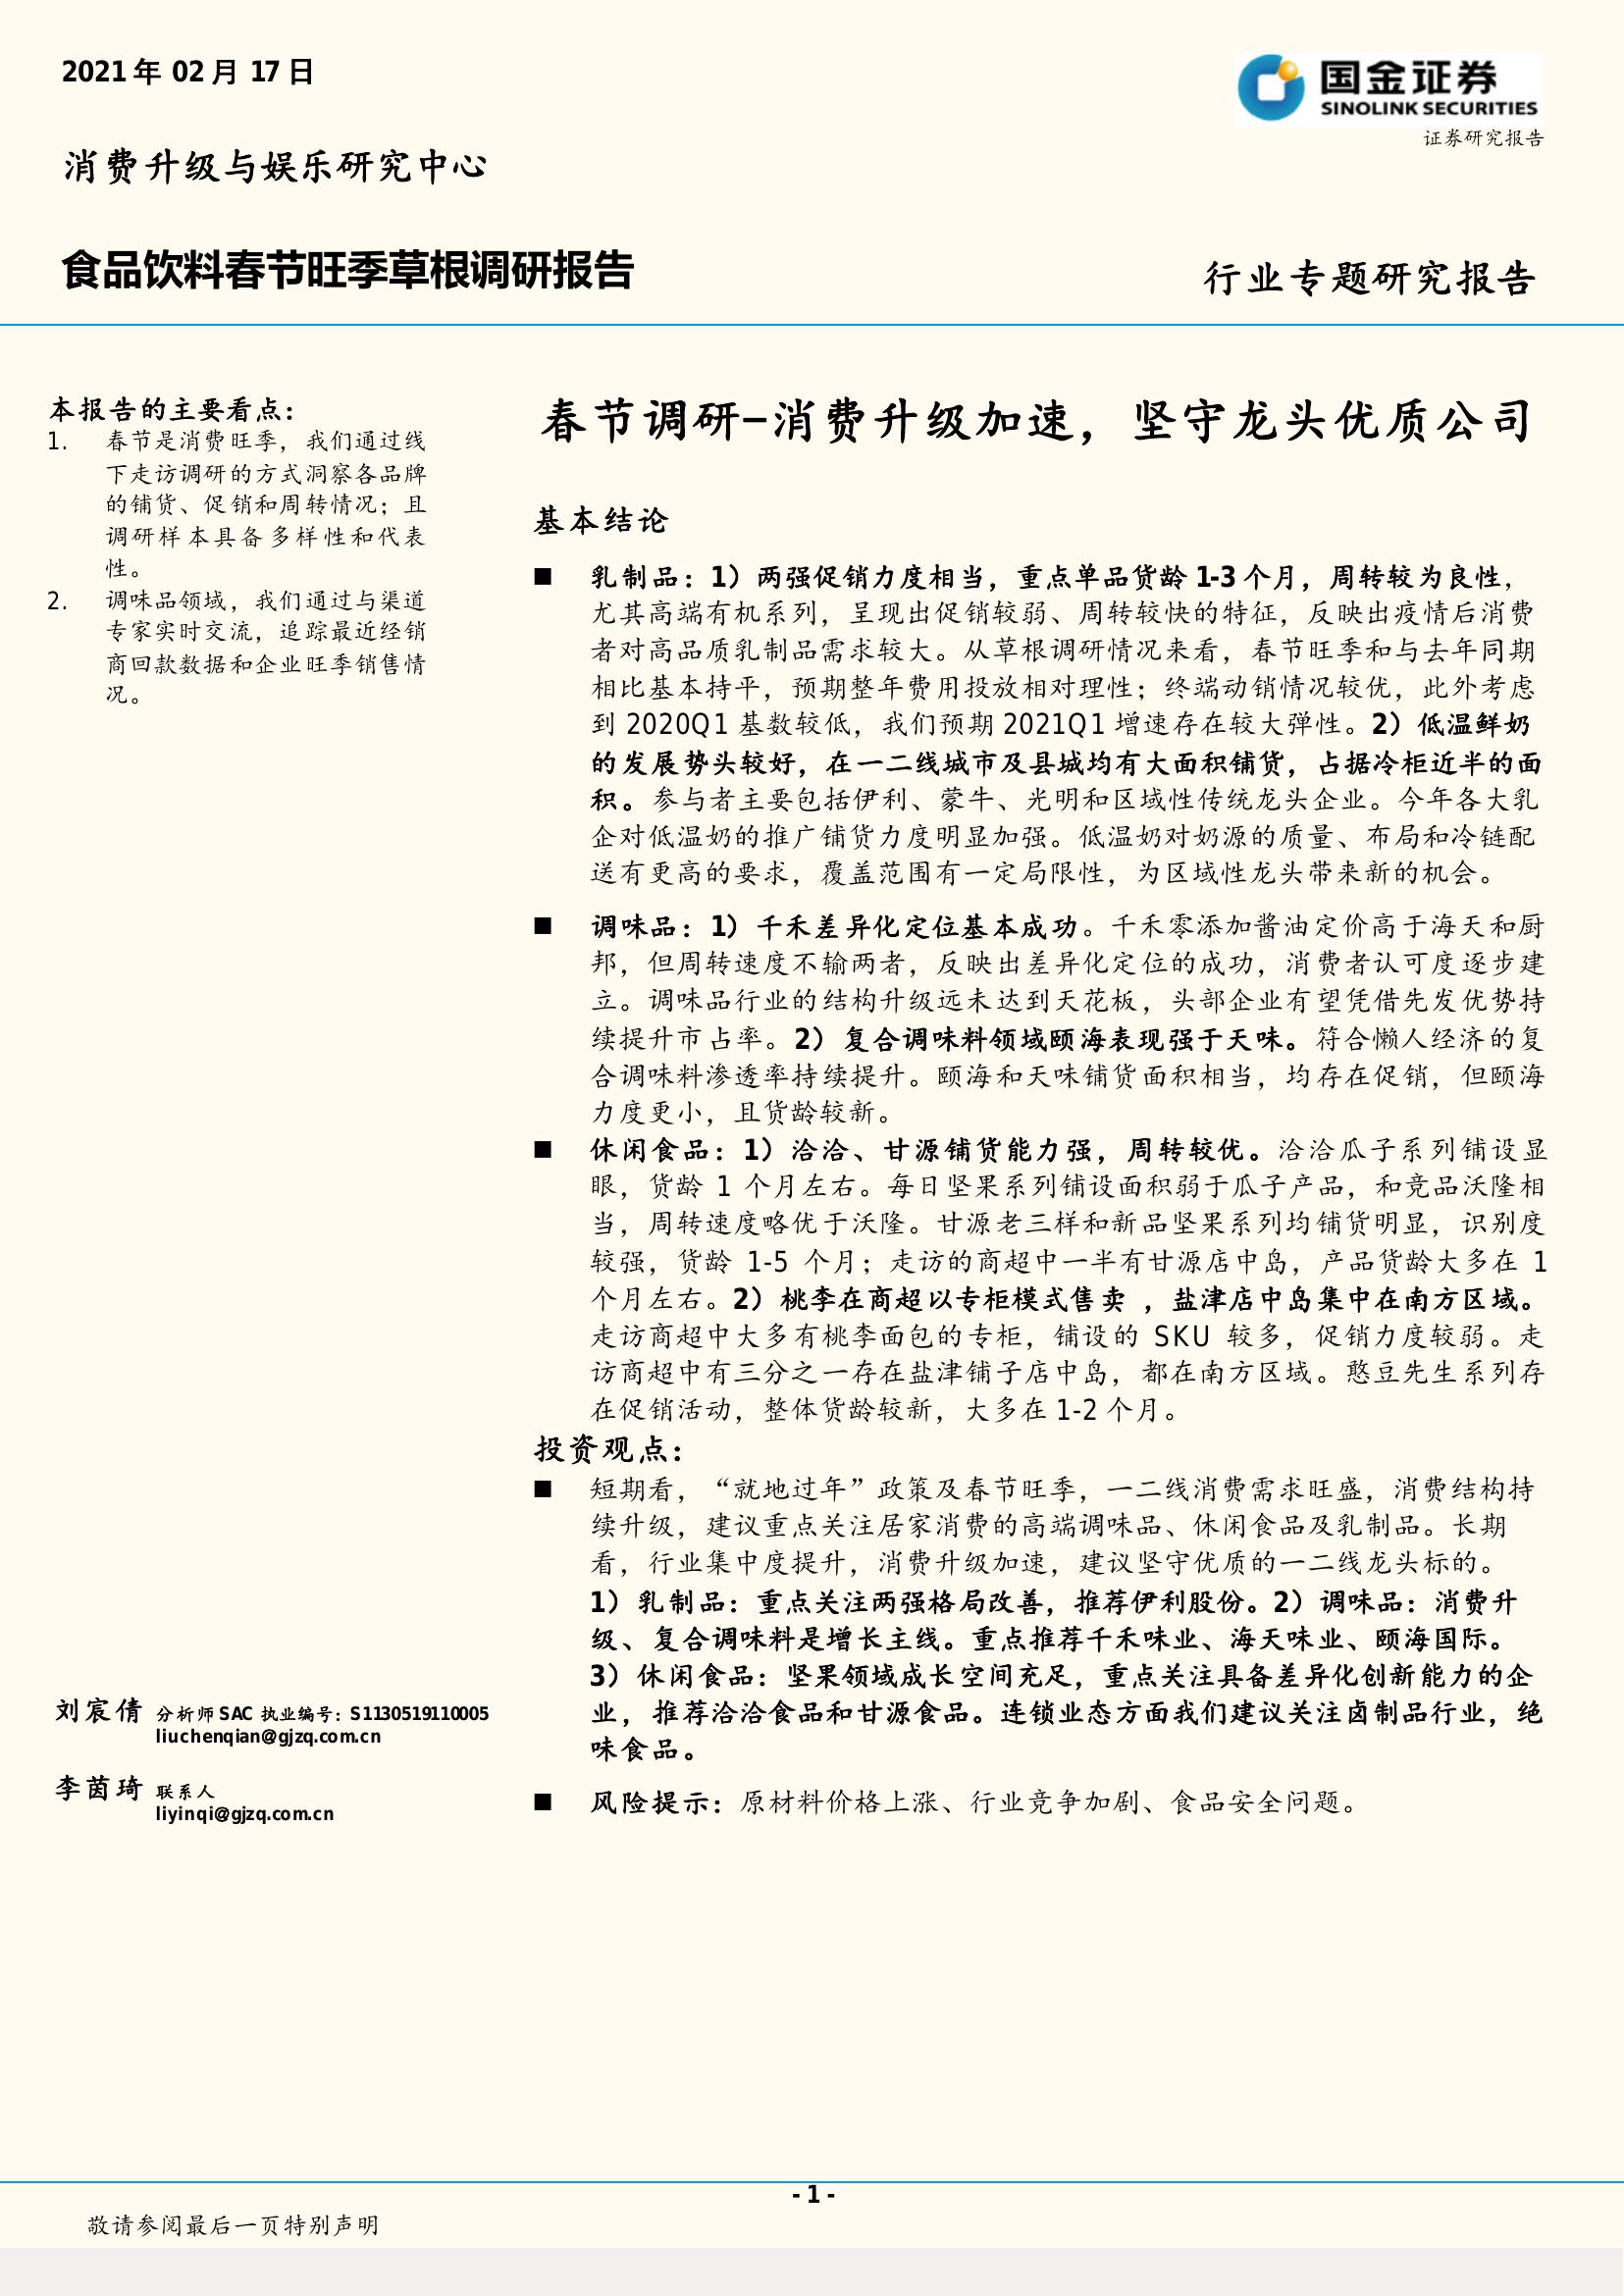 2021年 02月 17日
国金证券
SINOLINK SECURITIES
证券研究报告
消费升级与娱乐研究中心
食品饮料春节旺季草根调研报告
行业专题研究报告
本报告的主要看点：
1. 春节是消费旺季，我们通过线
下走访调研的方式洞察各品牌
的铺货、促销和周转情况；且
调研样本具备多样性和代表
性。
2. 调味品领域，我们通过与渠道
专家实时交流，追踪最近经销
商回款数据和企业旺季销售情
况。
刘宸倩 分析师 SAC 执业编号：S1130519110005
liuchenqian@gjzq.com.cn
李茵琦 联系人
liyinqi@gjzq.com.cn
春节调研-消费升级加速，坚守龙头优质公司
基本结论
■ 乳制品：1）两强促销力度相当，重点单品货龄 1-3 个月，周转较为良性，
尤其高端有机系列，呈现出促销较弱、周转较快的特征，反映出疫情后消费
者对高品质乳制品需求较大。从草根调研情况来看，春节旺季和与去年同期
相比基本持平，预期整年费用投放相对理性；终端动销情况较优，此外考虑
到 2020Q1 基数较低，我们预期 2021Q1 增速存在较大弹性。2）低温鲜奶
的发展势头较好，在一二线城市及县城均有大面积铺货，占据冷柜近半的面
积。参与者主要包括伊利、蒙牛、光明和区域性传统龙头企业。今年各大乳
企对低温奶的推广铺货力度明显加强。低温奶对奶源的质量、布局和冷链配
送有更高的要求，覆盖范围有一定局限性，为区域性龙头带来新的机会。
■ 调味品：1）千禾差异化定位基本成功。千禾零添加酱油定价高于海天和厨
邦，但周转速度不输两者，反映出差异化定位的成功，消费者认可度逐步建
立。调味品行业的结构升级远未达到天花板，头部企业有望凭借先发优势持
续提升市占率。2）复合调味料领域颐海表现强于天味。符合懒人经济的复
合调味料渗透率持续提升。颐海和天味铺货面积相当，均存在促销，但颐海
力度更小，且货龄较新。
■ 休闲食品：1）洽洽、甘源铺货能力强，周转较优。洽洽瓜子系列铺设显
眼，货龄 1 个月左右。每日坚果系列铺设面积弱于瓜子产品，和竞品沃隆相
当，周转速度略优于沃隆。甘源老三样和新品坚果系列均铺货明显，识别度
较强，货龄 1-5 个月；走访的商超中一半有甘源店中岛，产品货龄大多在 1
个月左右。2）桃李在商超以专柜模式售卖 ，盐津店中岛集中在南方区域。
走访商超中大多有桃李面包的专柜，铺设的 SKU 较多，促销力度较弱。走
访商超中有三分之一存在盐津铺子店中岛，都在南方区域。憨豆先生系列存
在促销活动，整体货龄较新，大多在 1-2 个月。
投资观点：
■ 短期看，“就地过年”政策及春节旺季，一二线消费需求旺盛，消费结构持
续升级，建议重点关注居家消费的高端调味品、休闲食品及乳制品。长期
看，行业集中度提升，消费升级加速，建议坚守优质的一二线龙头标的。
1）乳制品：重点关注两强格局改善，推荐伊利股份。2）调味品：消费升
级、复合调味料是增长主线。重点推荐千禾味业、海天味业、颐海国际。
3）休闲食品：坚果领域成长空间充足，重点关注具备差异化创新能力的企
业，推荐洽洽食品和甘源食品。连锁业态方面我们建议关注卤制品行业，绝
味食品。
■ 风险提示：原材料价格上涨、行业竞争加剧、食品安全问题。
- 1 -
敬请参阅最后一页特别声明